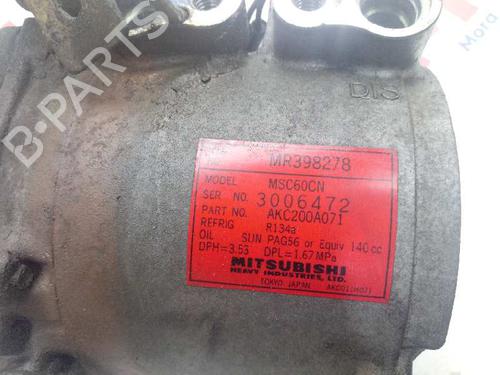 DIS
MR398278
MODEL MSC60CN
SER NO. 3006472
PART NO. AKC200A071
REFRIG R134a
OIL SUN PAG56 or Equiv 140 cc
DPH=3.53 DPL=1.67 MPa
MITSUBISHI
HEAVY INDUSTRIES, LTD.
TOKYO JAPAN
B-PARTS
Moto